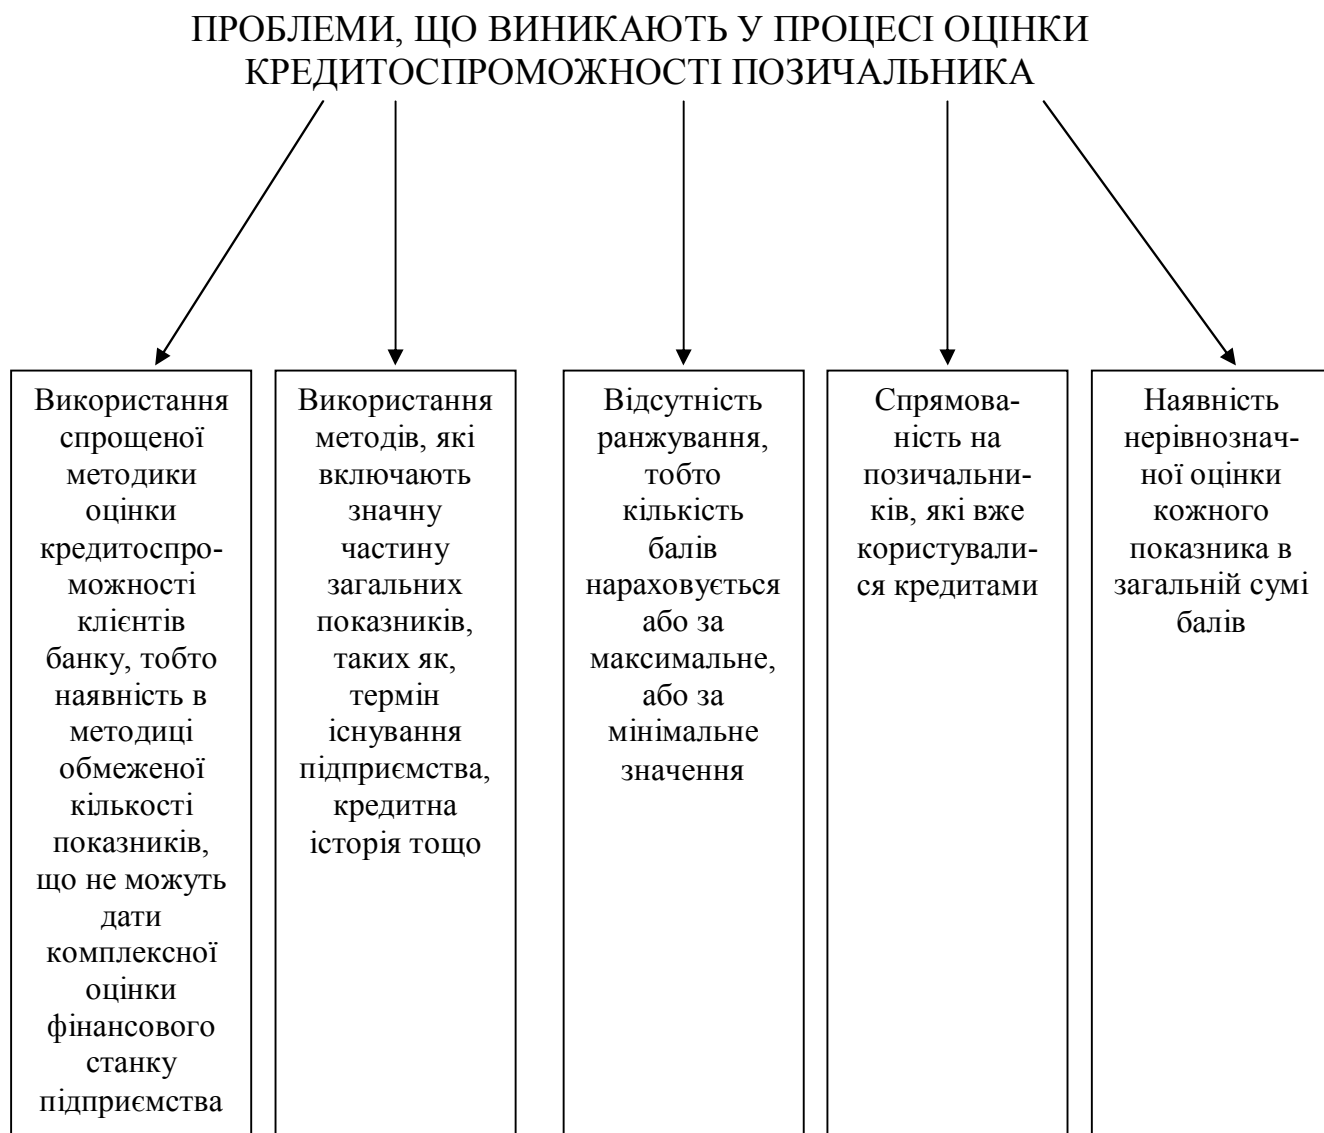 ПРОБЛЕМИ, ЩО ВИНИКАЮТЬ У ПРОЦЕСІ ОЦІНКИ
КРЕДИТОСПРОМОЖНОСТІ ПОЗИЧАЛЬНИКА
Використання
спрощеної
методики
оцінки
кредитоспро-
можності
клієнтів
банку, тобто
наявність в
методиці
обмеженої
кількості
показників,
що не можуть
дати
комплексної
оцінки
фінансового
станку
підприємства
Використання
методів, які
включають
значну
частину
загальних
показників,
таких як,
термін
існування
підприємства,
кредитна
історія тощо
Відсутність
ранжування,
тобто
кількість
балів
нараховується
або за
максимальне,
або за
мінімальне
значення
Спрямова-
ність на
позичальни-
ків, які вже
користували-
ся кредитами
Наявність
нерівнознач-
ної оцінки
кожного
показника в
загальній сумі
балів